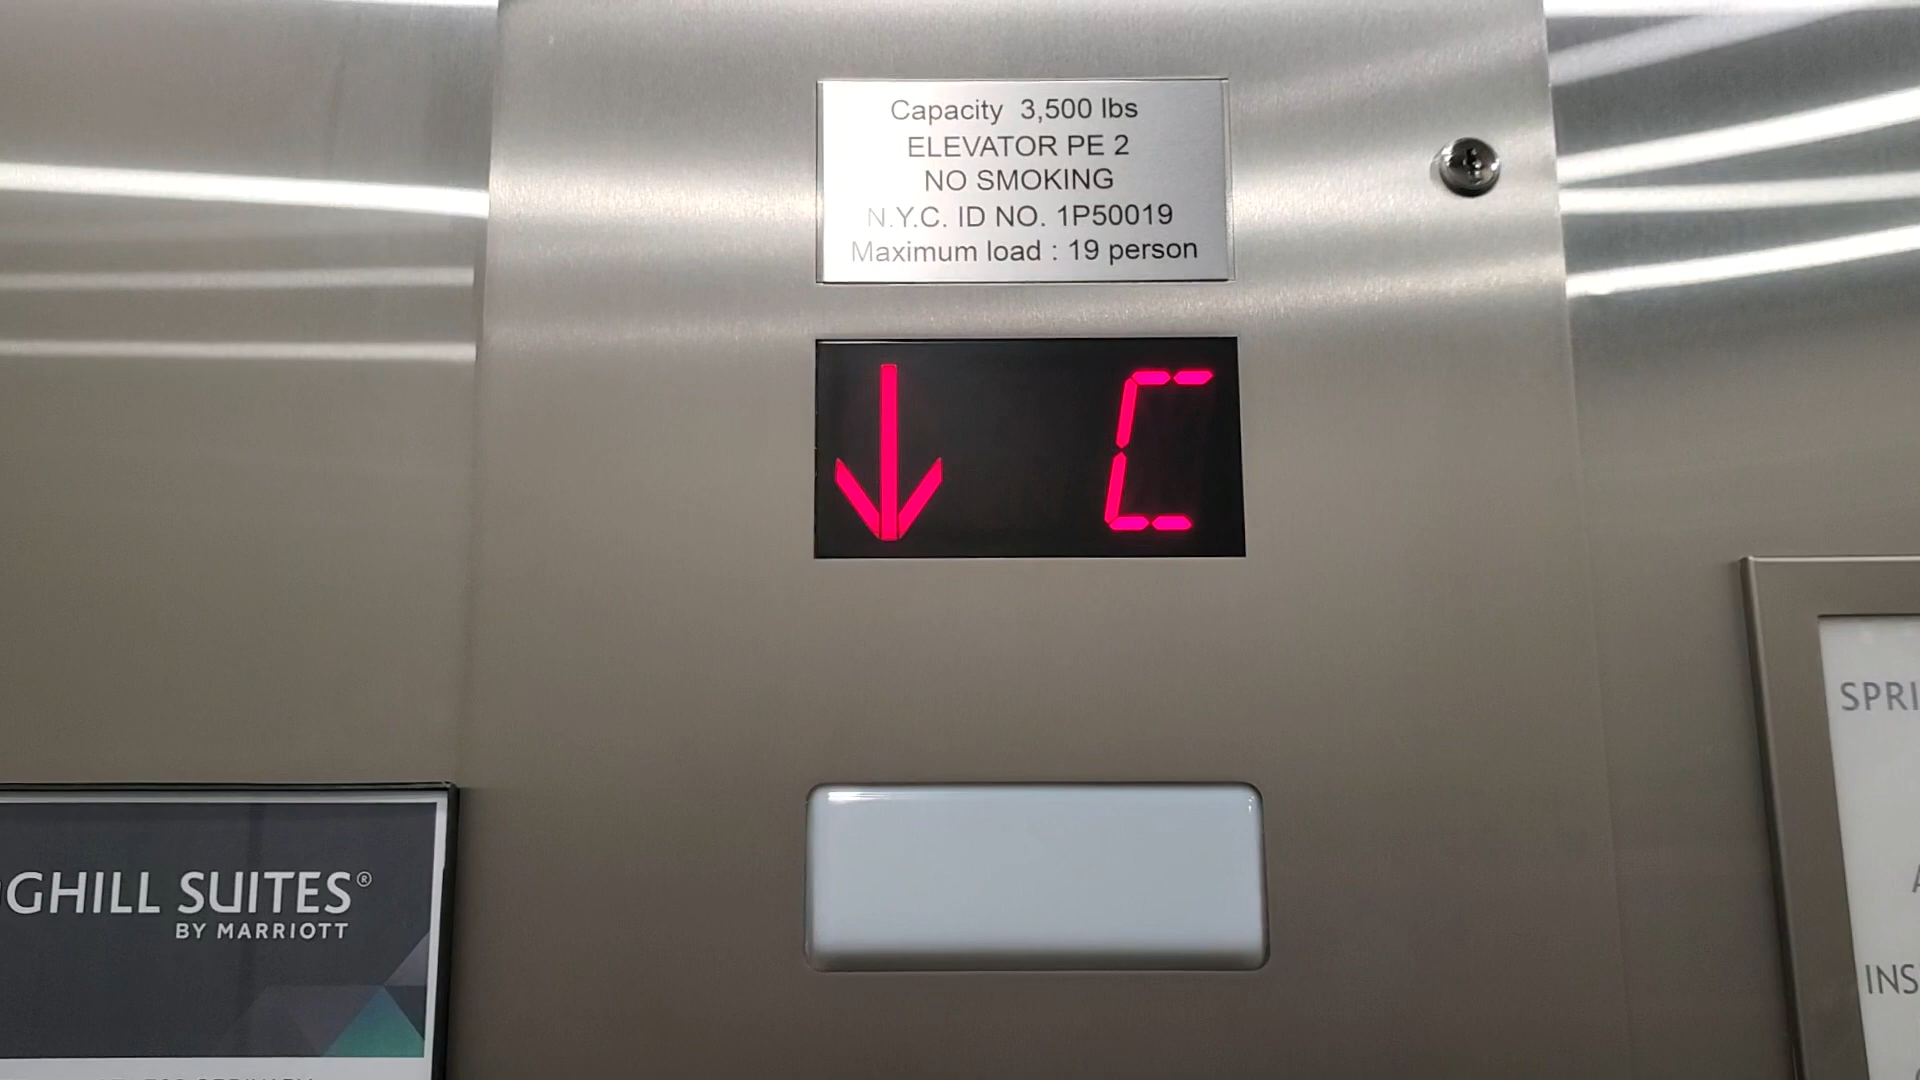 Capacity 3,500 lbs
ELEVATOR PE 2
NO SMOKING
N.Y.C. ID NO. 1P50019
Maximum load : 19 person
↓ C
GHILL SUITES®
BY MARRIOTT
SPRI
INS